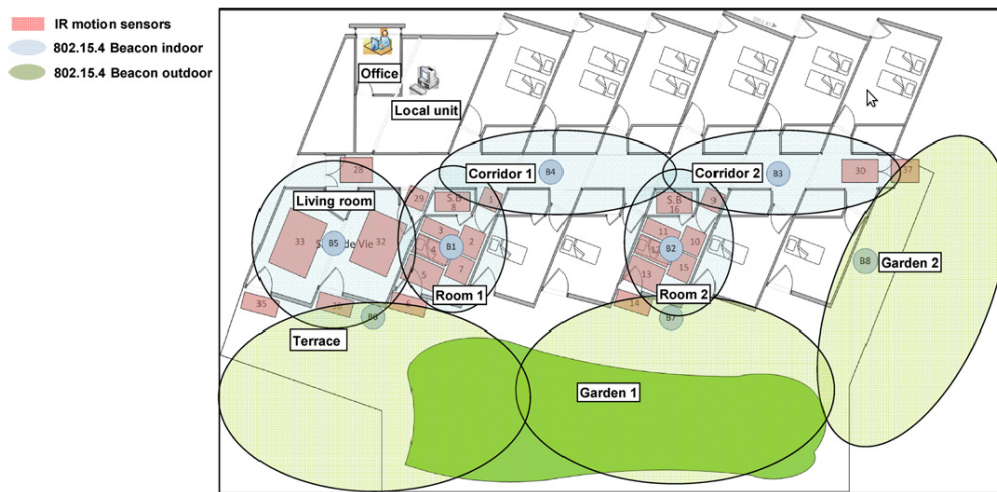 IR motion sensors
802.15.4 Beacon indoor
802.15.4 Beacon outdoor
Office
Local unit
Corridor 1
B4
Corridor 2
B3
30
37
28
Living room
29
S.B
8
1
S.B
16
9
33
32
B5
3
2
4
B1
5
7
11
10
B2
13
15
B8
Garden 2
Room 1
Room 2
35
B6
14
B7
Terrace
Garden 1